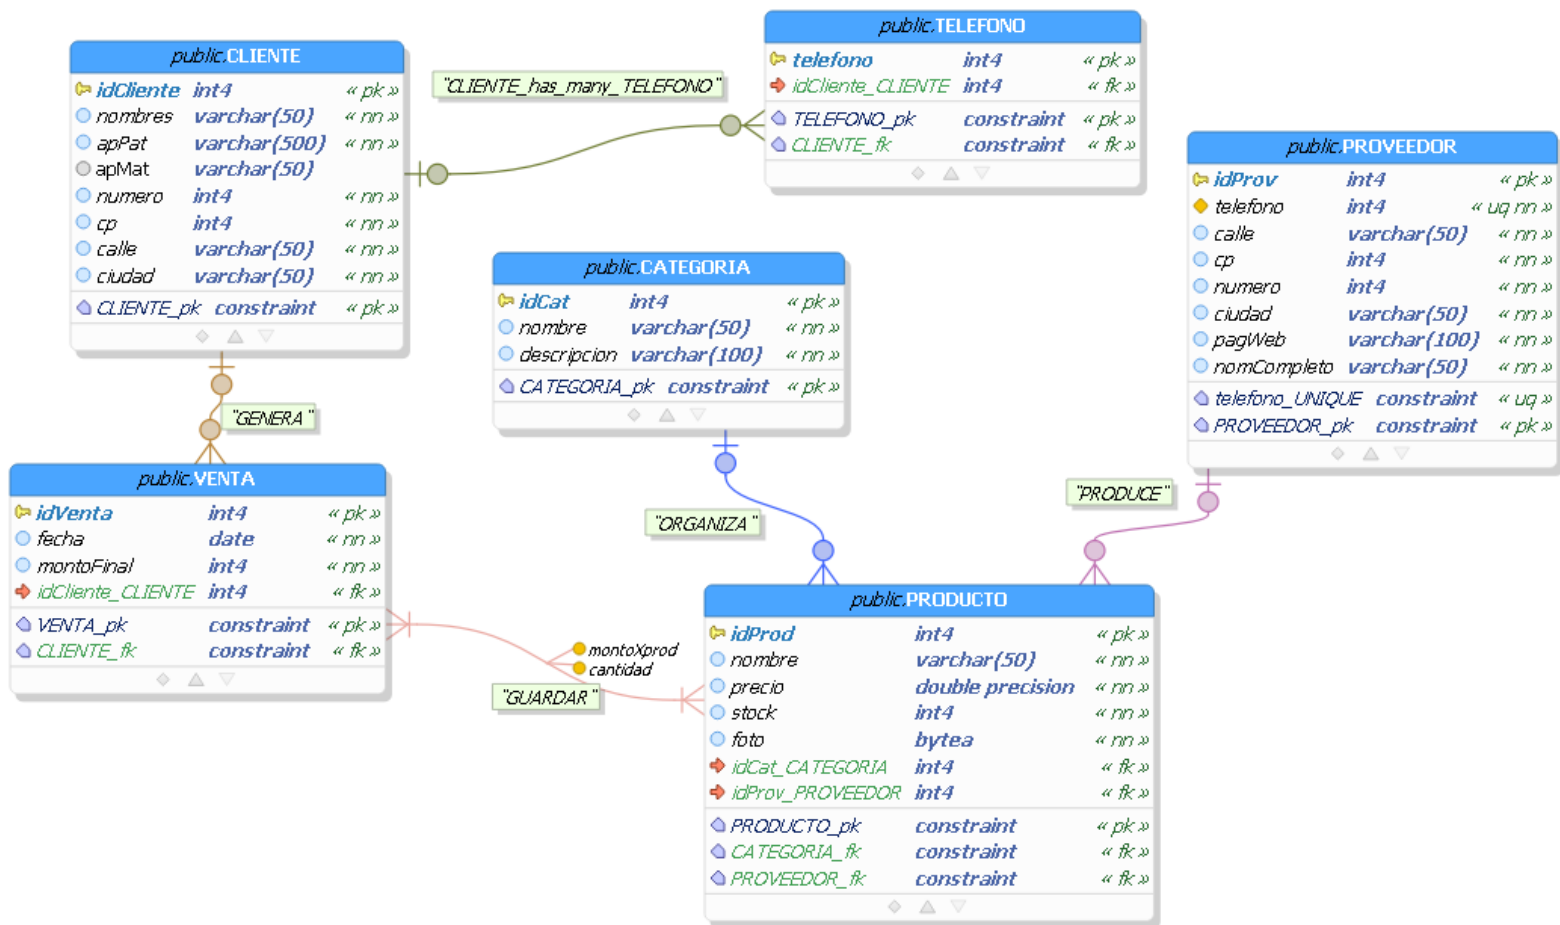 public.CLIENTE
idCliente int4 « pk »
nombres varchar(50) « nn »
apPat varchar(500) « nn »
apMat varchar(50)
numero int4 « nn »
cp int4 « nn »
calle varchar(50) « nn »
ciudad varchar(50) « nn »
CLIENTE_pk constraint « pk »
"CLIENTE_has_many_TELEFONO"
public.TELEFONO
telefono int4 « pk »
idCliente_CLIENTE int4 « fk »
TELEFONO_pk constraint « pk »
CLIENTE_fk constraint « fk »
public.PROVEEDOR
idProv int4 « pk »
telefono int4 « uq nn »
calle varchar(50) « nn »
cp int4 « nn »
numero int4 « nn »
ciudad varchar(50) « nn »
pagWeb varchar(100) « nn »
nomCompleto varchar(50) « nn »
telefono_UNIQUE constraint « uq »
PROVEEDOR_pk constraint « pk »
public.CATEGORIA
idCat int4 « pk »
nombre varchar(50) « nn »
descripcion varchar(100) « nn »
CATEGORIA_pk constraint « pk »
"GENERA"
"ORGANIZA"
"PRODUCE"
public.VENTA
idVenta int4 « pk »
fecha date « nn »
montoFinal int4 « nn »
idCliente_CLIENTE int4 « fk »
VENTA_pk constraint « pk »
CLIENTE_fk constraint « fk »
montoXprod
cantidad
"GUARDAR"
public.PRODUCTO
idProd int4 « pk »
nombre varchar(50) « nn »
precio double precision « nn »
stock int4 « nn »
foto bytea « nn »
idCat_CATEGORIA int4 « fk »
idProv_PROVEEDOR int4 « fk »
PRODUCTO_pk constraint « pk »
CATEGORIA_fk constraint « fk »
PROVEEDOR_fk constraint « fk »